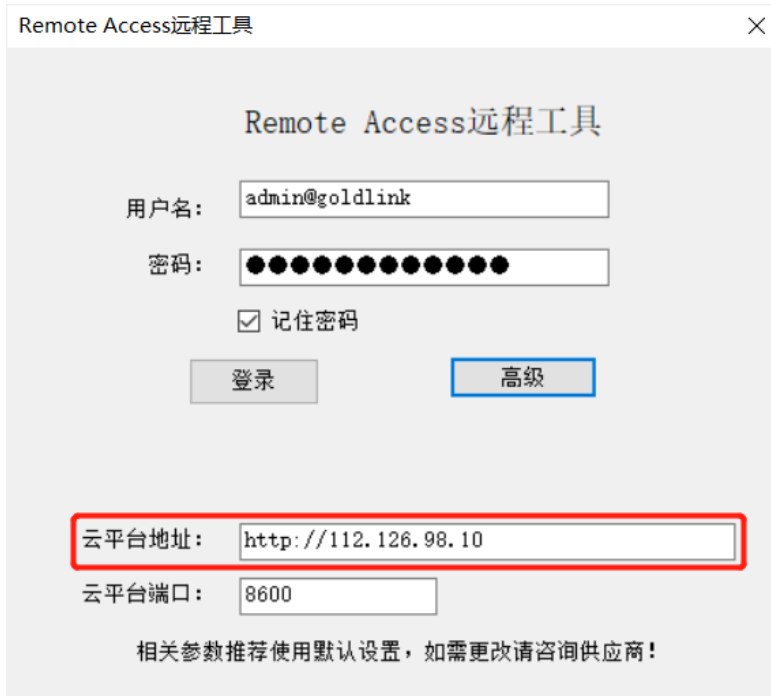 Remote Access远程工具
Remote Access远程工具
用户名： admin@goldlink
密码： ●●●●●●●●●●●●
记住密码
登录 高级
云平台地址： http://112.126.98.10
云平台端口： 8600
相关参数推荐使用默认设置，如需更改请咨询供应商！